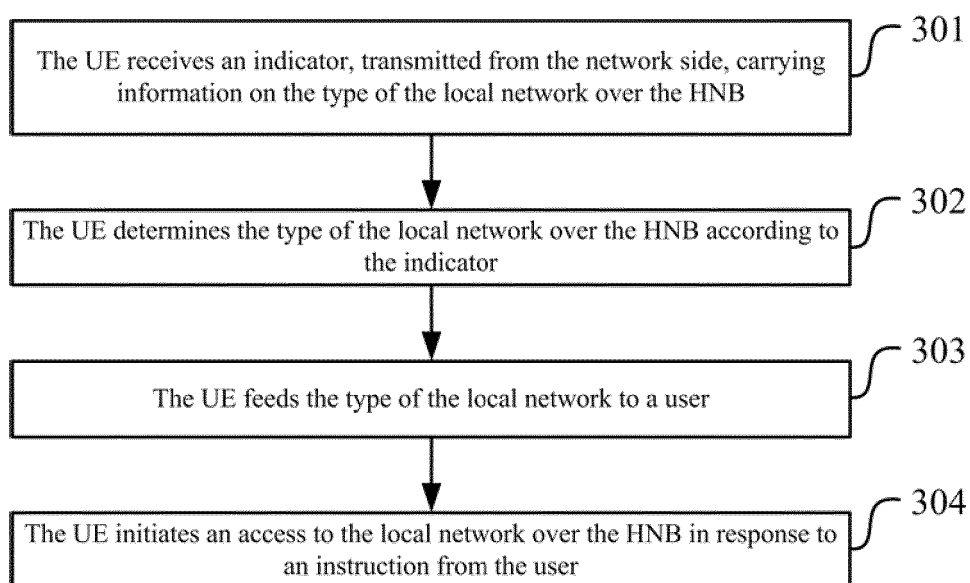 301
The UE receives an indicator, transmitted from the network side, carrying
information on the type of the local network over the HNB
302
The UE determines the type of the local network over the HNB according to
the indicator
303
The UE feeds the type of the local network to a user
304
The UE initiates an access to the local network over the HNB in response to
an instruction from the user